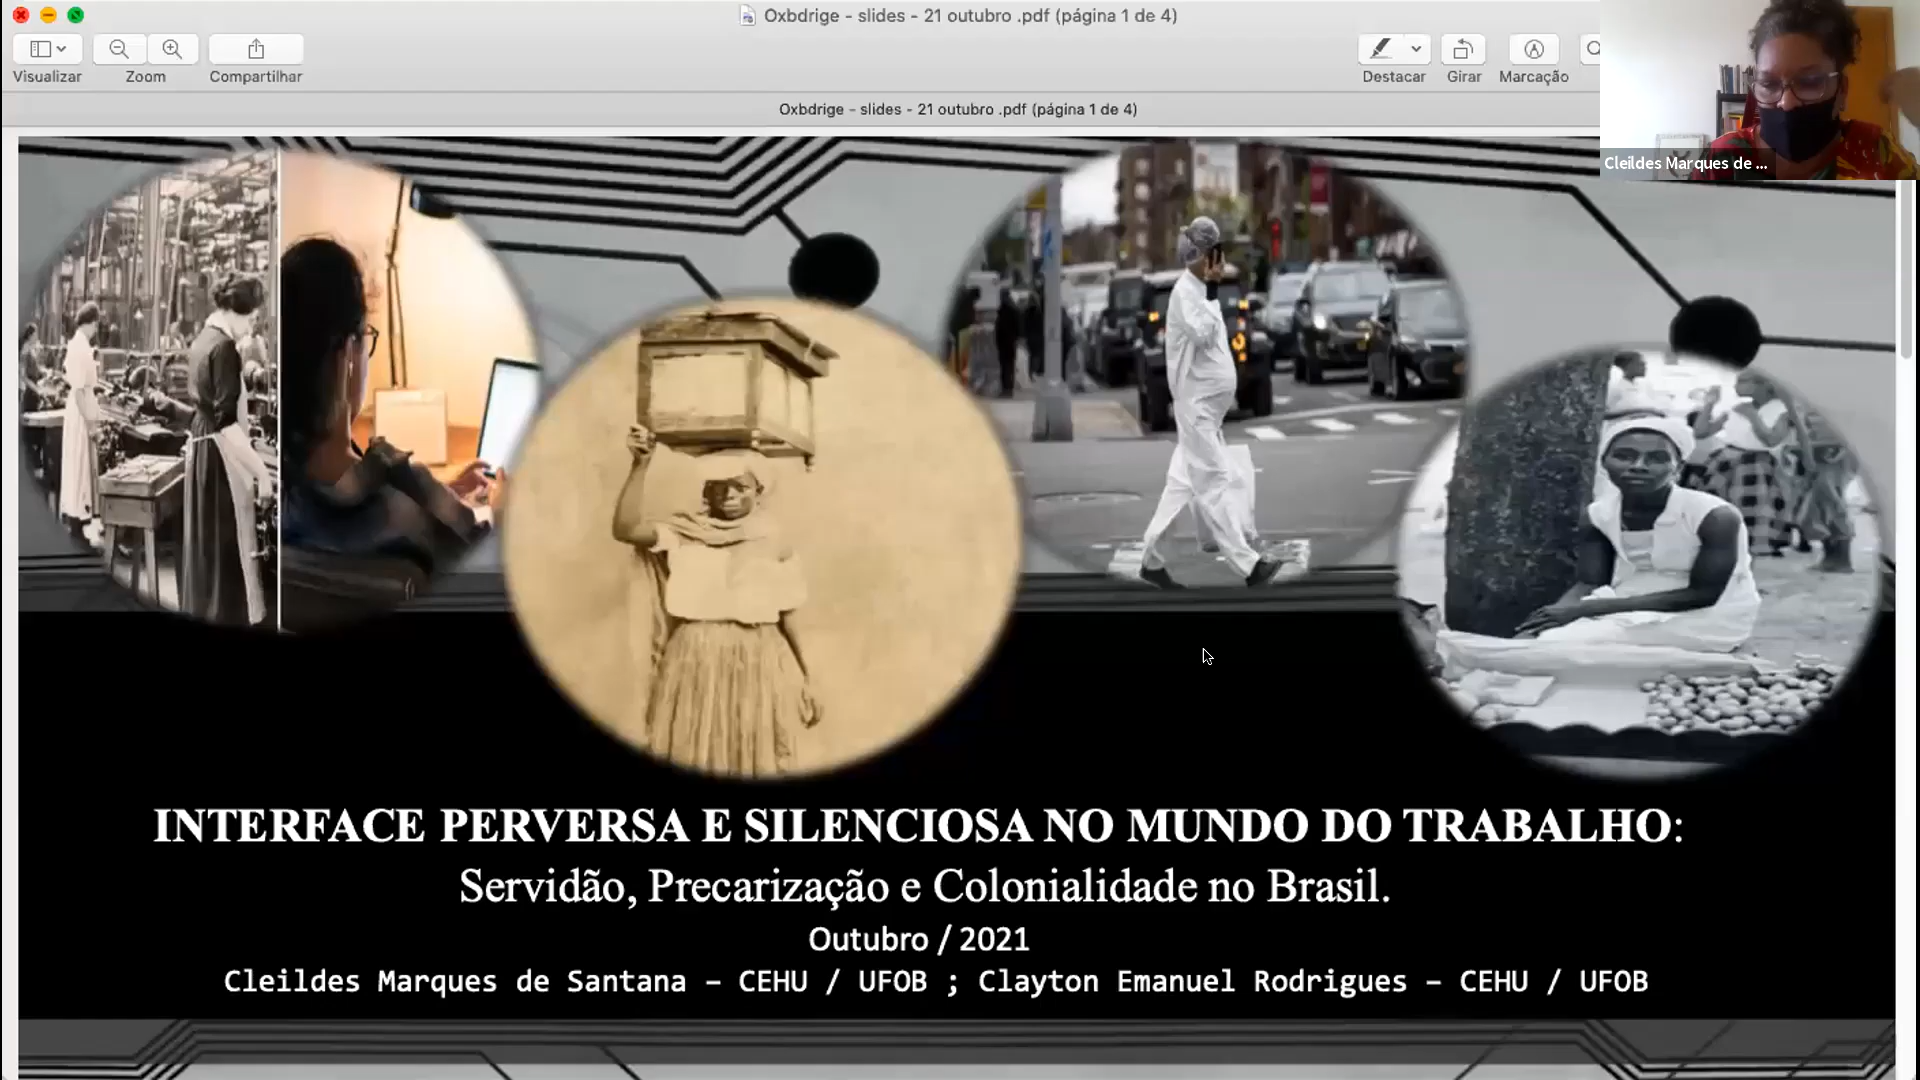 Oxbdrige - slides - 21 outubro .pdf (página 1 de 4)
Visualizar
Zoom
Compartilhar
Destacar
Girar
Marcação
Oxbdrige - slides - 21 outubro .pdf (página 1 de 4)
Cleildes Marques de ...
INTERFACE PERVERSA E SILENCIOSA NO MUNDO DO TRABALHO:
Servidão, Precarização e Colonialidade no Brasil.
Outubro / 2021
Cleildes Marques de Santana – CEHU / UFOB ; Clayton Emanuel Rodrigues – CEHU / UFOB